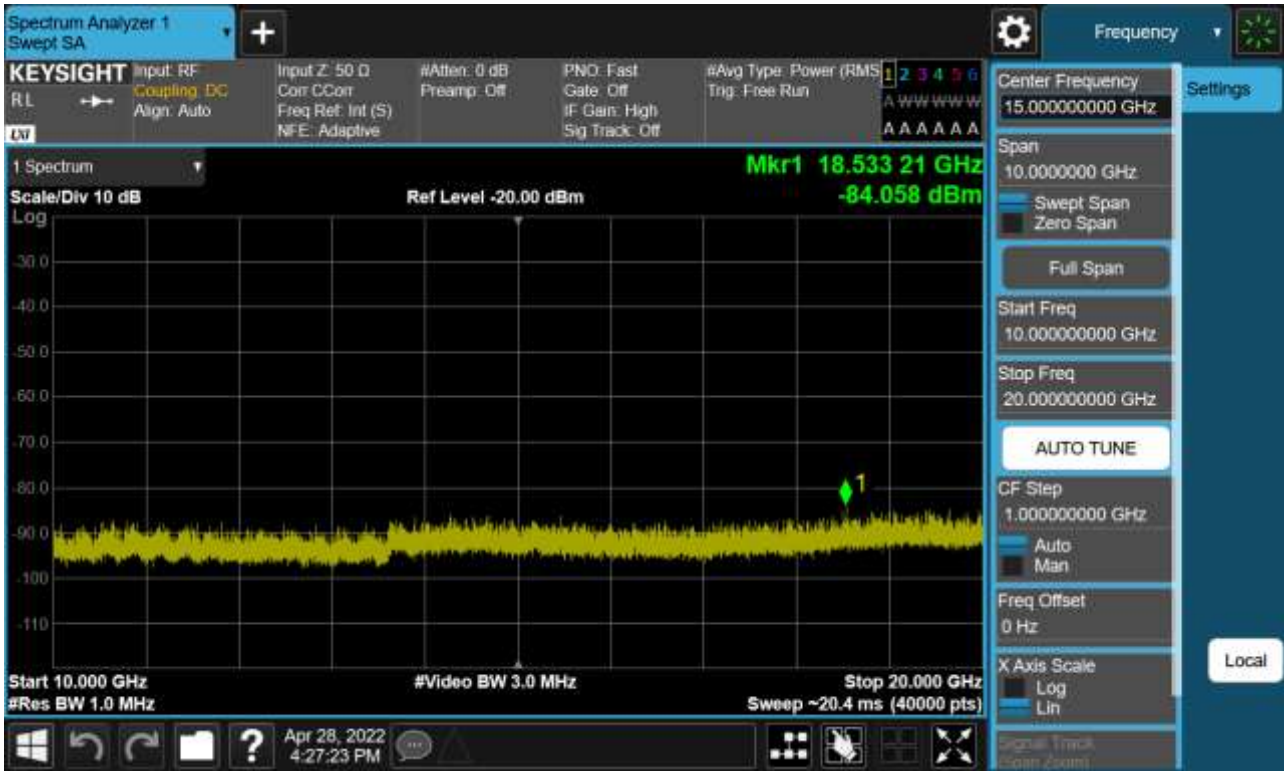 Spectrum Analyzer 1
Swept SA
+
Frequency
KEYSIGHT
RL
Input: RF
Coupling: DC
Align: Auto
Input Z: 50 Ω
Corr CCorr
Freq Ref: Int (S)
NFE: Adaptive
#Atten: 0 dB
Preamp: Off
PNO: Fast
Gate: Off
IF Gain: High
Sig Track: Off
#Avg Type: Power (RMS
Trig: Free Run
1 2 3 4 5 6
A W W W W W
A A A A A A
1 Spectrum
Scale/Div 10 dB
Ref Level -20.00 dBm
Mkr1 18.533 21 GHz
-84.058 dBm
Log
-30.0
-40.0
-50.0
-60.0
-70.0
-80.0
-90.0
-100
-110
1
Start 10.000 GHz
#Res BW 1.0 MHz
#Video BW 3.0 MHz
Stop 20.000 GHz
Sweep ~20.4 ms (40000 pts)
Center Frequency
15.000000000 GHz
Span
10.0000000 GHz
Swept Span
Zero Span
Full Span
Start Freq
10.000000000 GHz
Stop Freq
20.000000000 GHz
AUTO TUNE
CF Step
1.000000000 GHz
Auto
Man
Freq Offset
0 Hz
X Axis Scale
Log
Lin
Signal Track
(Span Zoom)
Settings
Local
?
Apr 28, 2022
4:27:23 PM